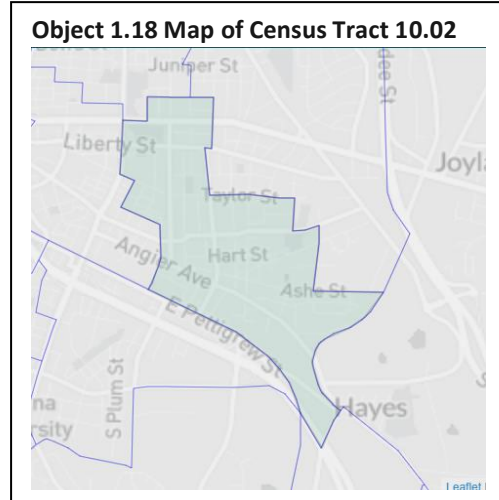 Object 1.18 Map of Census Tract 10.02
Juniper St
Liberty St
Joyl
Taylor St
Angier Ave
Hart St
Ashe St
E Pettigrew St
S Plum St
Hayes
na
rsity
Leaflet